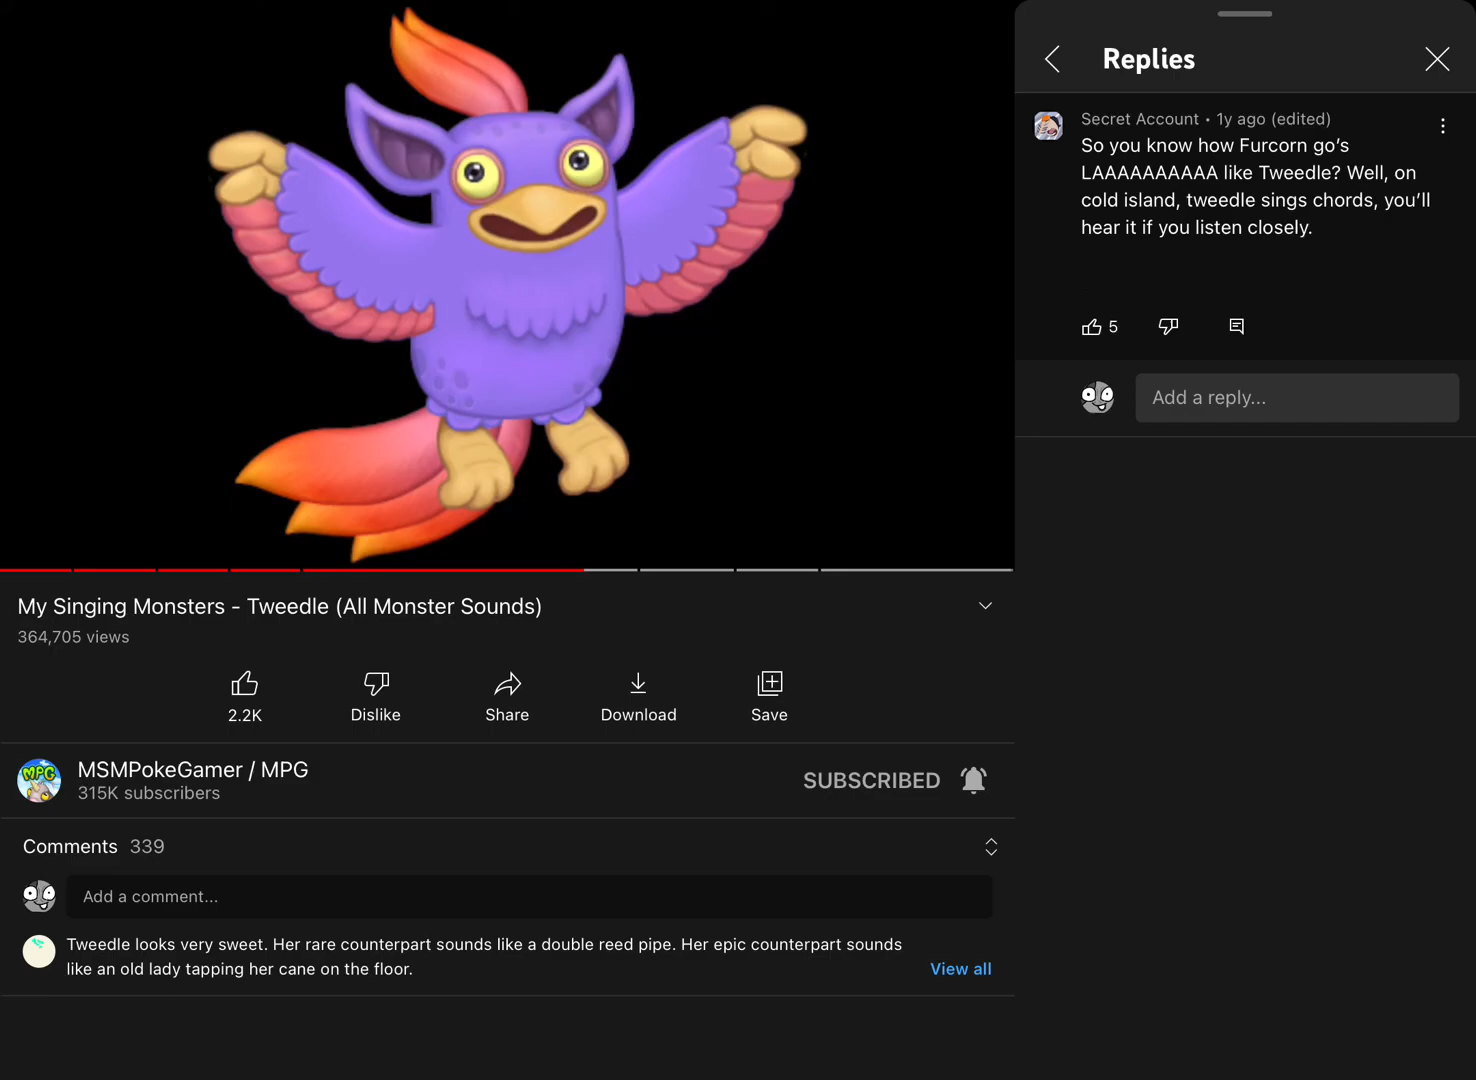 Replies
Secret Account • 1y ago (edited)
So you know how Furcorn go’s
LAAAAAAAAAA like Tweedle? Well, on
cold island, tweedle sings chords, you’ll
hear it if you listen closely.
5
Add a reply...
My Singing Monsters - Tweedle (All Monster Sounds)
364,705 views
2.2K
Dislike
Share
Download
Save
MPG
MSMPokeGamer / MPG
315K subscribers
SUBSCRIBED
Comments 339
Add a comment...
Tweedle looks very sweet. Her rare counterpart sounds like a double reed pipe. Her epic counterpart sounds
like an old lady tapping her cane on the floor.
View all